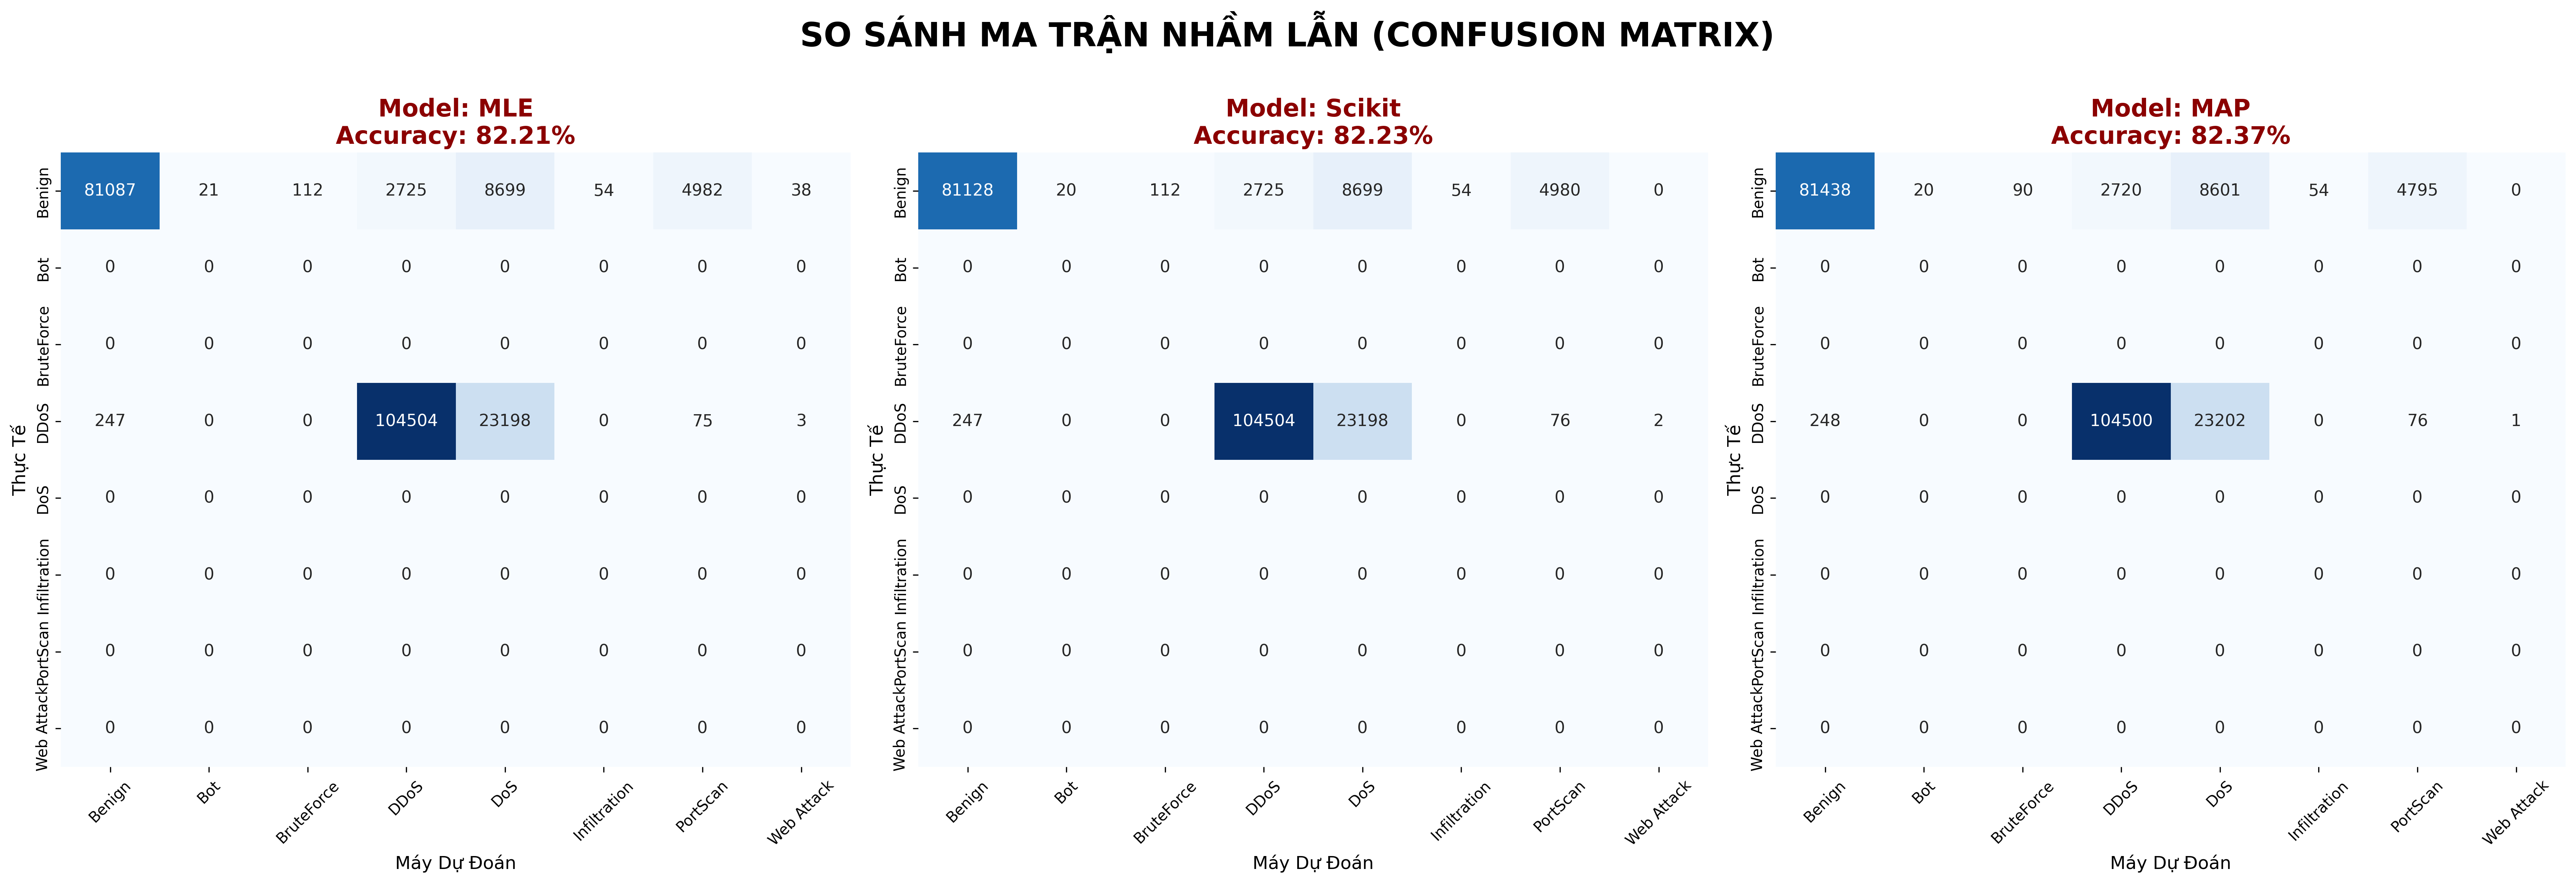 SO SÁNH MA TRẬN NHẦM LẪN (CONFUSION MATRIX)
Model: MLE
Accuracy: 82.21%
Benign 81087 21 112 2725 8699 54 4982 38
Bot 0 0 0 0 0 0 0 0
BruteForce 0 0 0 0 0 0 0 0
DDoS 247 0 0 104504 23198 0 75 3
DoS 0 0 0 0 0 0 0 0
Infiltration 0 0 0 0 0 0 0 0
PortScan 0 0 0 0 0 0 0 0
Web Attack 0 0 0 0 0 0 0 0
Thực Tế
Benign Bot BruteForce DDoS DoS Infiltration PortScan Web Attack
Máy Dự Đoán
Model: Scikit
Accuracy: 82.23%
Benign 81128 20 112 2725 8699 54 4980 0
Bot 0 0 0 0 0 0 0 0
BruteForce 0 0 0 0 0 0 0 0
DDoS 247 0 0 104504 23198 0 76 2
DoS 0 0 0 0 0 0 0 0
Infiltration 0 0 0 0 0 0 0 0
PortScan 0 0 0 0 0 0 0 0
Web Attack 0 0 0 0 0 0 0 0
Thực Tế
Benign Bot BruteForce DDoS DoS Infiltration PortScan Web Attack
Máy Dự Đoán
Model: MAP
Accuracy: 82.37%
Benign 81438 20 90 2720 8601 54 4795 0
Bot 0 0 0 0 0 0 0 0
BruteForce 0 0 0 0 0 0 0 0
DDoS 248 0 0 104500 23202 0 76 1
DoS 0 0 0 0 0 0 0 0
Infiltration 0 0 0 0 0 0 0 0
PortScan 0 0 0 0 0 0 0 0
Web Attack 0 0 0 0 0 0 0 0
Thực Tế
Benign Bot BruteForce DDoS DoS Infiltration PortScan Web Attack
Máy Dự Đoán